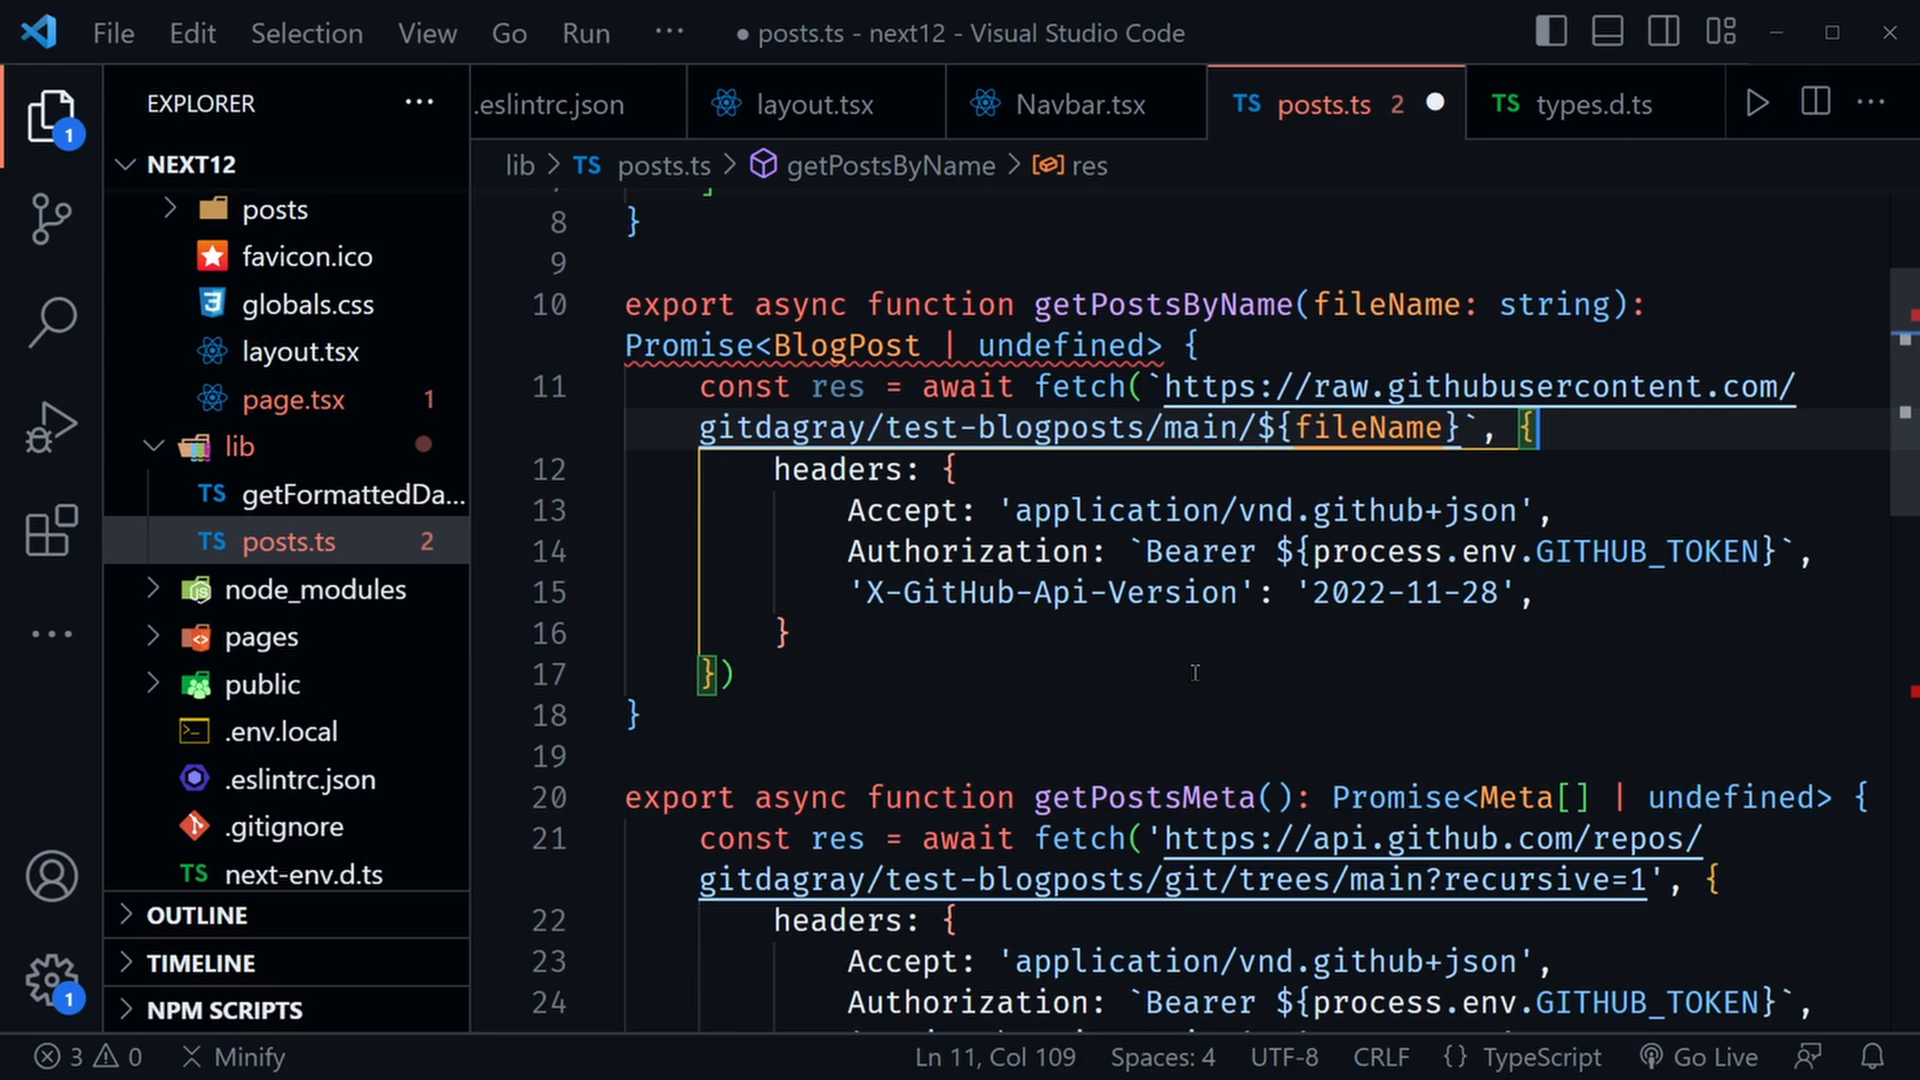 File Edit Selection View Go Run ··· ● posts.ts - next12 - Visual Studio Code
EXPLORER ···
.eslintrc.json layout.tsx Navbar.tsx TS posts.ts 2 TS types.d.ts
lib > TS posts.ts > getPostsByName > res
1
NEXT12
posts
favicon.ico
globals.css
layout.tsx
page.tsx 1
lib
TS getFormattedDa...
TS posts.ts 2
node_modules
pages
public
.env.local
.eslintrc.json
.gitignore
TS next-env.d.ts
OUTLINE
TIMELINE
NPM SCRIPTS
1
8 }
9
10 export async function getPostsByName(fileName: string):
Promise<BlogPost | undefined> {
11 const res = await fetch(`https://raw.githubusercontent.com/
gitdagray/test-blogposts/main/${fileName}`, {
12 headers: {
13 Accept: 'application/vnd.github+json',
14 Authorization: `Bearer ${process.env.GITHUB_TOKEN}`,
15 'X-GitHub-Api-Version': '2022-11-28',
16 }
17 })
18 }
19
20 export async function getPostsMeta(): Promise<Meta[] | undefined> {
21 const res = await fetch('https://api.github.com/repos/
gitdagray/test-blogposts/git/trees/main?recursive=1', {
22 headers: {
23 Accept: 'application/vnd.github+json',
24 Authorization: `Bearer ${process.env.GITHUB_TOKEN}`,
3 0 Minify Ln 11, Col 109 Spaces: 4 UTF-8 CRLF {} TypeScript Go Live